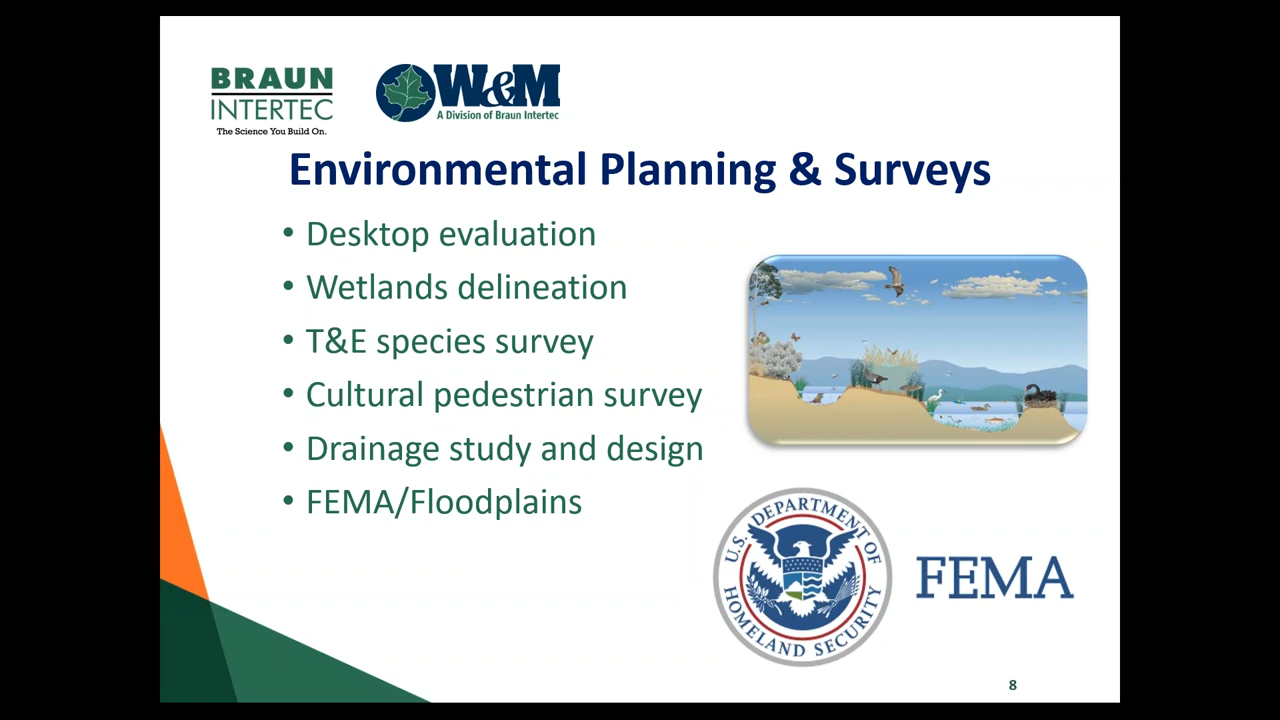 BRAUN
INTERTEC
The Science You Build On.
W&M
A Division of Braun Intertec
Environmental Planning & Surveys
• Desktop evaluation
• Wetlands delineation
• T&E species survey
• Cultural pedestrian survey
• Drainage study and design
• FEMA/Floodplains
U.S. DEPARTMENT OF
HOMELAND SECURITY
FEMA
8